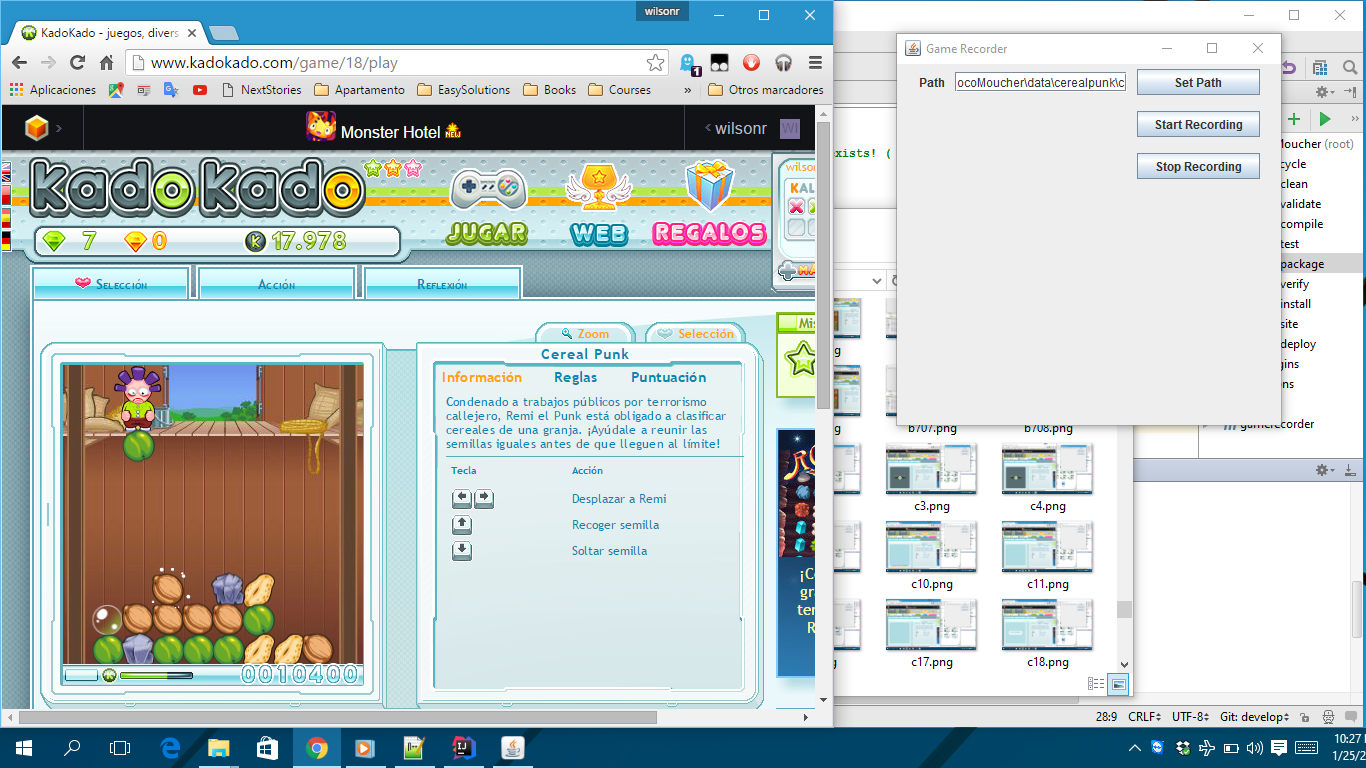 wilsonr
KadoKado - juegos, divers
www.kadokado.com/game/18/play
1
Aplicaciones
NextStories
Apartamento
EasySolutions
Books
Courses
»
Otros marcadores
Monster Hotel NEW
wilsonr
WI
KadoKado
JUGAR
WEB
REGALOS
7
0
K 17.978
wilson
KAL
Selección
Acción
Reflexión
Zoom
Selección
Cereal Punk
Información
Reglas
Puntuación
Condenado a trabajos públicos por terrorismo
callejero, Remi el Punk está obligado a clasificar
cereales de una granja. ¡Ayúdale a reunir las
semillas iguales antes de que lleguen al límite!
Tecla
Acción
Desplazar a Remi
Recoger semilla
Soltar semilla
0010400
Mis
Game Recorder
Path
ocoMoucher\data\cerealpunk\c
Set Path
Start Recording
Stop Recording
xists! (
Moucher (root)
cycle
clean
validate
compile
test
package
verify
install
site
deploy
gins
ns
gamerecorder
b707.png
b708.png
c3.png
c4.png
c10.png
c11.png
c17.png
c18.png
28:9
CRLF
UTF-8
Git: develop
10:27
1/25/2